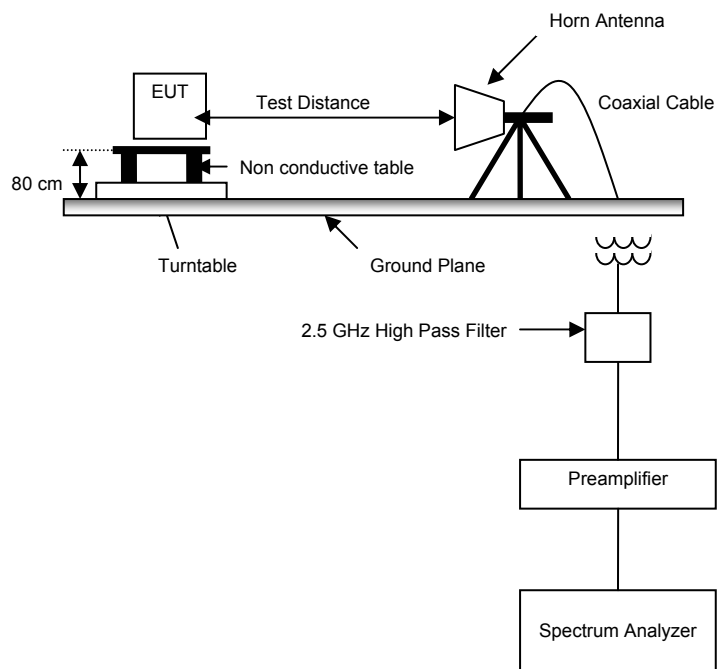 Horn Antenna
EUT
Test Distance
Coaxial Cable
Non conductive table
80 cm
Turntable
Ground Plane
2.5 GHz High Pass Filter
Preamplifier
Spectrum Analyzer